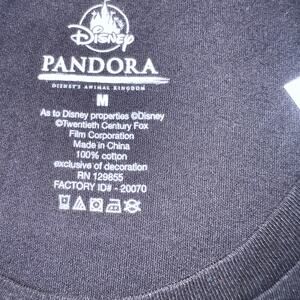 Disney
PANDORA
DISNEY'S ANIMAL KINGDOM
M
As to Disney properties ©Disney
©Twentieth Century Fox
Film Corporation
Made in China
100% cotton
exclusive of decoration
RN 129855
FACTORY ID# - 20070